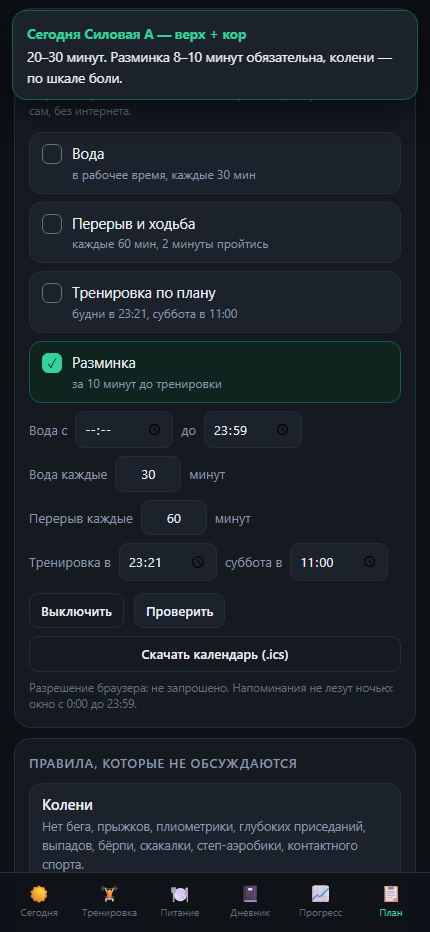 Сегодня Силовая А — верх + кор
20–30 минут. Разминка 8–10 минут обязательна, колени —
по шкале боли.
сам, без интернета.
Вода
в рабочее время, каждые 30 мин
Перерыв и ходьба
каждые 60 мин, 2 минуты пройтись
Тренировка по плану
будни в 23:21, суббота в 11:00
Разминка
за 10 минут до тренировки
Вода с --:-- до 23:59
Вода каждые 30 минут
Перерыв каждые 60 минут
Тренировка в 23:21 суббота в 11:00
Выключить Проверить
Скачать календарь (.ics)
Разрешение браузера: не запрошено. Напоминания не лезут ночью:
окно с 0:00 до 23:59.
ПРАВИЛА, КОТОРЫЕ НЕ ОБСУЖДАЮТСЯ
Колени
Нет бега, прыжков, плиометрики, глубоких приседаний,
выпадов, бёрпи, скакалки, степ-аэробики, контактного
спорта.
Сегодня Тренировка Питание Дневник Прогресс План